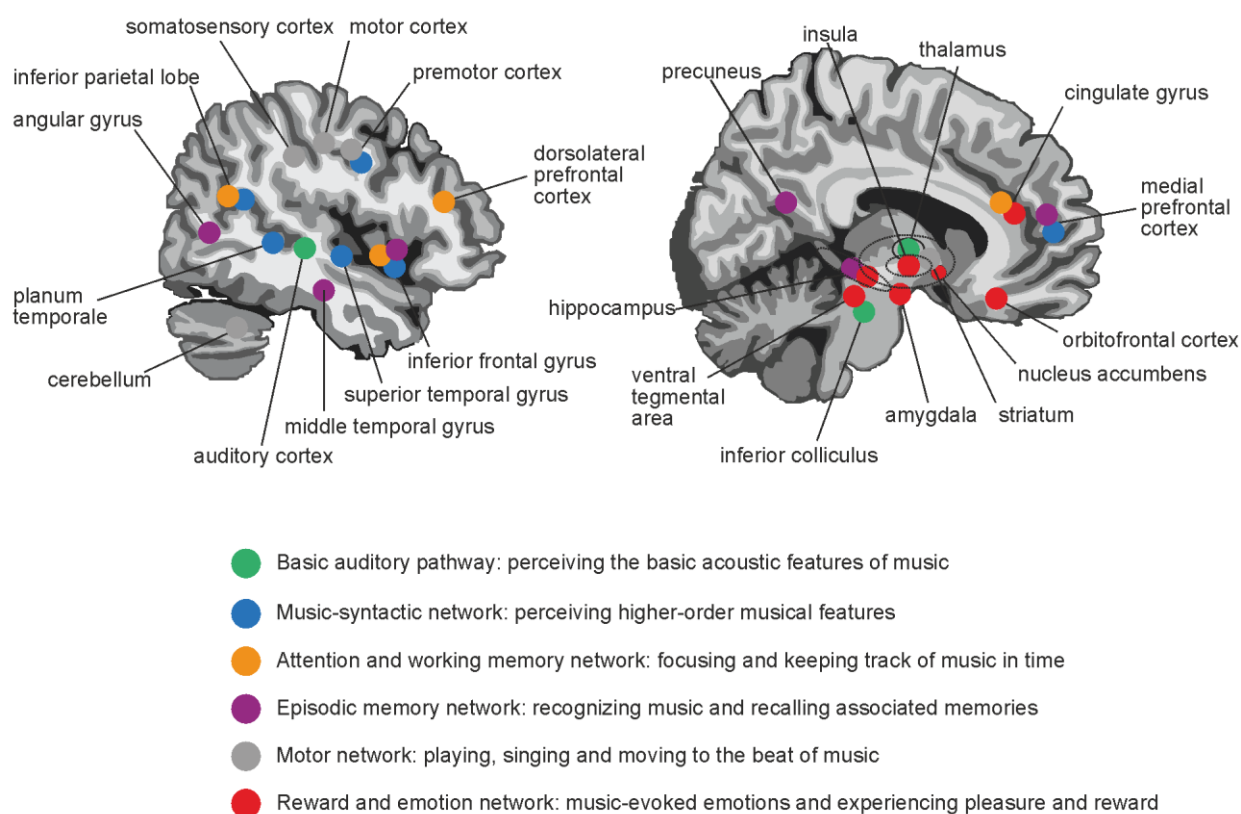 somatosensory cortex
motor cortex
inferior parietal lobe
premotor cortex
angular gyrus
dorsolateral
prefrontal
cortex
planum
temporale
cerebellum
inferior frontal gyrus
superior temporal gyrus
middle temporal gyrus
auditory cortex
insula
thalamus
precuneus
cingulate gyrus
medial
prefrontal
cortex
hippocampus
orbitofrontal cortex
ventral
tegmental
area
nucleus accumbens
amygdala
striatum
inferior colliculus
Basic auditory pathway: perceiving the basic acoustic features of music
Music-syntactic network: perceiving higher-order musical features
Attention and working memory network: focusing and keeping track of music in time
Episodic memory network: recognizing music and recalling associated memories
Motor network: playing, singing and moving to the beat of music
Reward and emotion network: music-evoked emotions and experiencing pleasure and reward